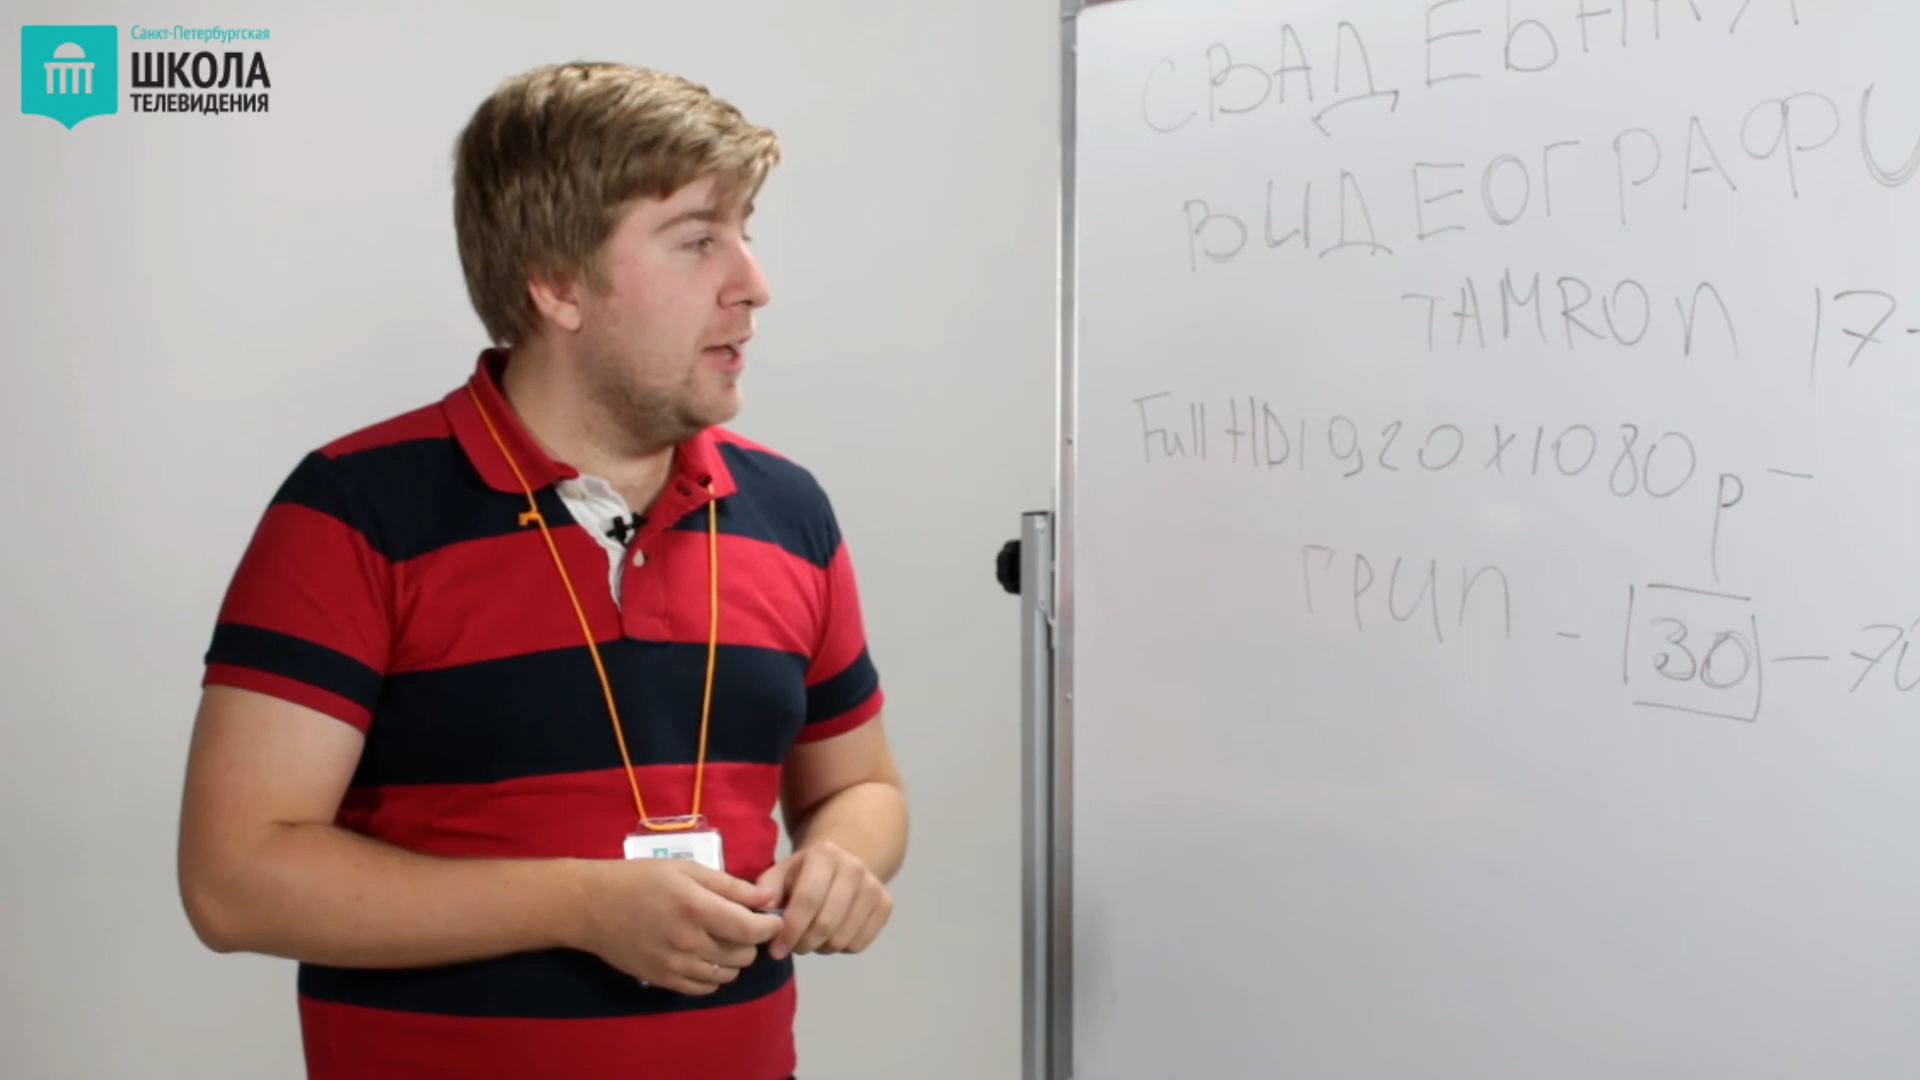 Санкт-Петербургская
ШКОЛА
ТЕЛЕВИДЕНИЯ
СВАДЕБНАЯ
ВИДЕОГРАФИ
TAMRON 17-
Full HD 1920x1080p -
ГРИП - 30 - 70